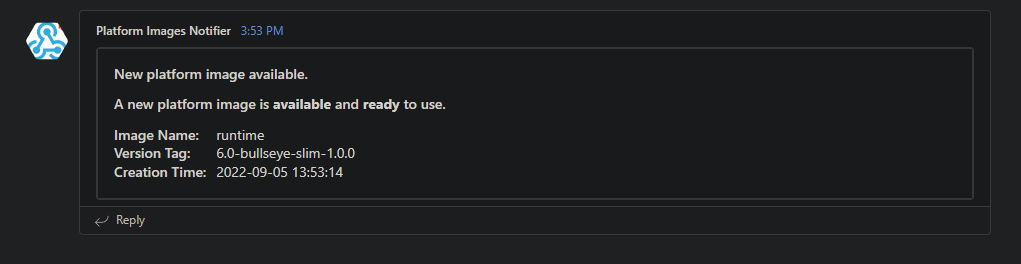 Platform Images Notifier 3:53 PM
New platform image available.
A new platform image is available and ready to use.
Image Name: runtime
Version Tag: 6.0-bullseye-slim-1.0.0
Creation Time: 2022-09-05 13:53:14
Reply